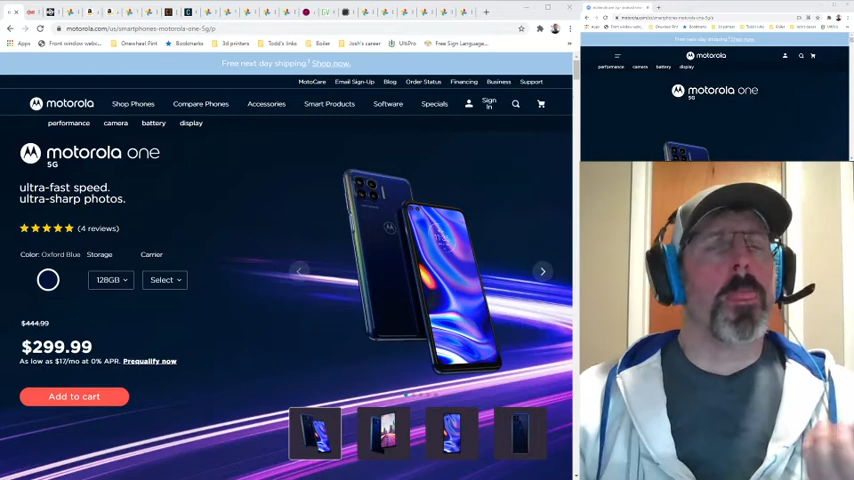 motorola.com/us/smartphones-motorola-one-5g/p
Apps
Front window webc...
Onewheel Pint
Bookmarks
3d printers
Todd's links
Boiler
Josh's career
UNPro
Free Sign Language...
Free next day shipping.
Shop now.
MotoCare
Email Sign-Up
Blog
Order Status
Financing
Business
Support
motorola
Shop Phones
Compare Phones
Accessories
Smart Products
Software
Specials
Sign
In
performance
camera
battery
display
motorola one
5G
ultra-fast speed.
ultra-sharp photos.
(4 reviews)
Color: Oxford Blue
Storage
Carrier
128GB
Select
$444.99
$299.99
As low as $17/mo at 0% APR. Prequalify now
Add to cart
Free next day shipping. Shop now.
motorola
performance
camera
battery
display
motorola one
5G